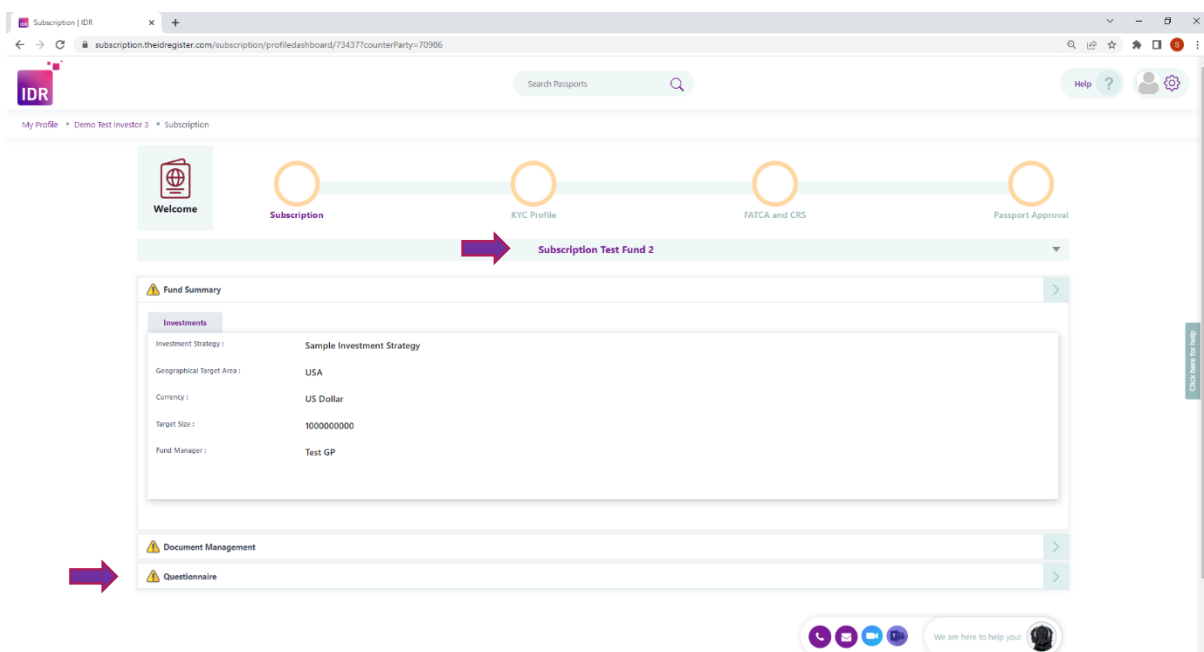 Subscription | IDR
subscription.theidregister.com/subscription/profiledashboard/73437?counterParty=70986
S
IDR
Search Passports
Help ?
My Profile Demo Test Investor 3 Subscription
Welcome
Subscription
KYC Profile
FATCA and CRS
Passport Approval
Subscription Test Fund 2
Fund Summary
Investments
Investment Strategy : Sample Investment Strategy
Geographical Target Area : USA
Currency : US Dollar
Target Size : 1000000000
Fund Manager : Test GP
Click here for help
Document Management
Questionnaire
We are here to help you!